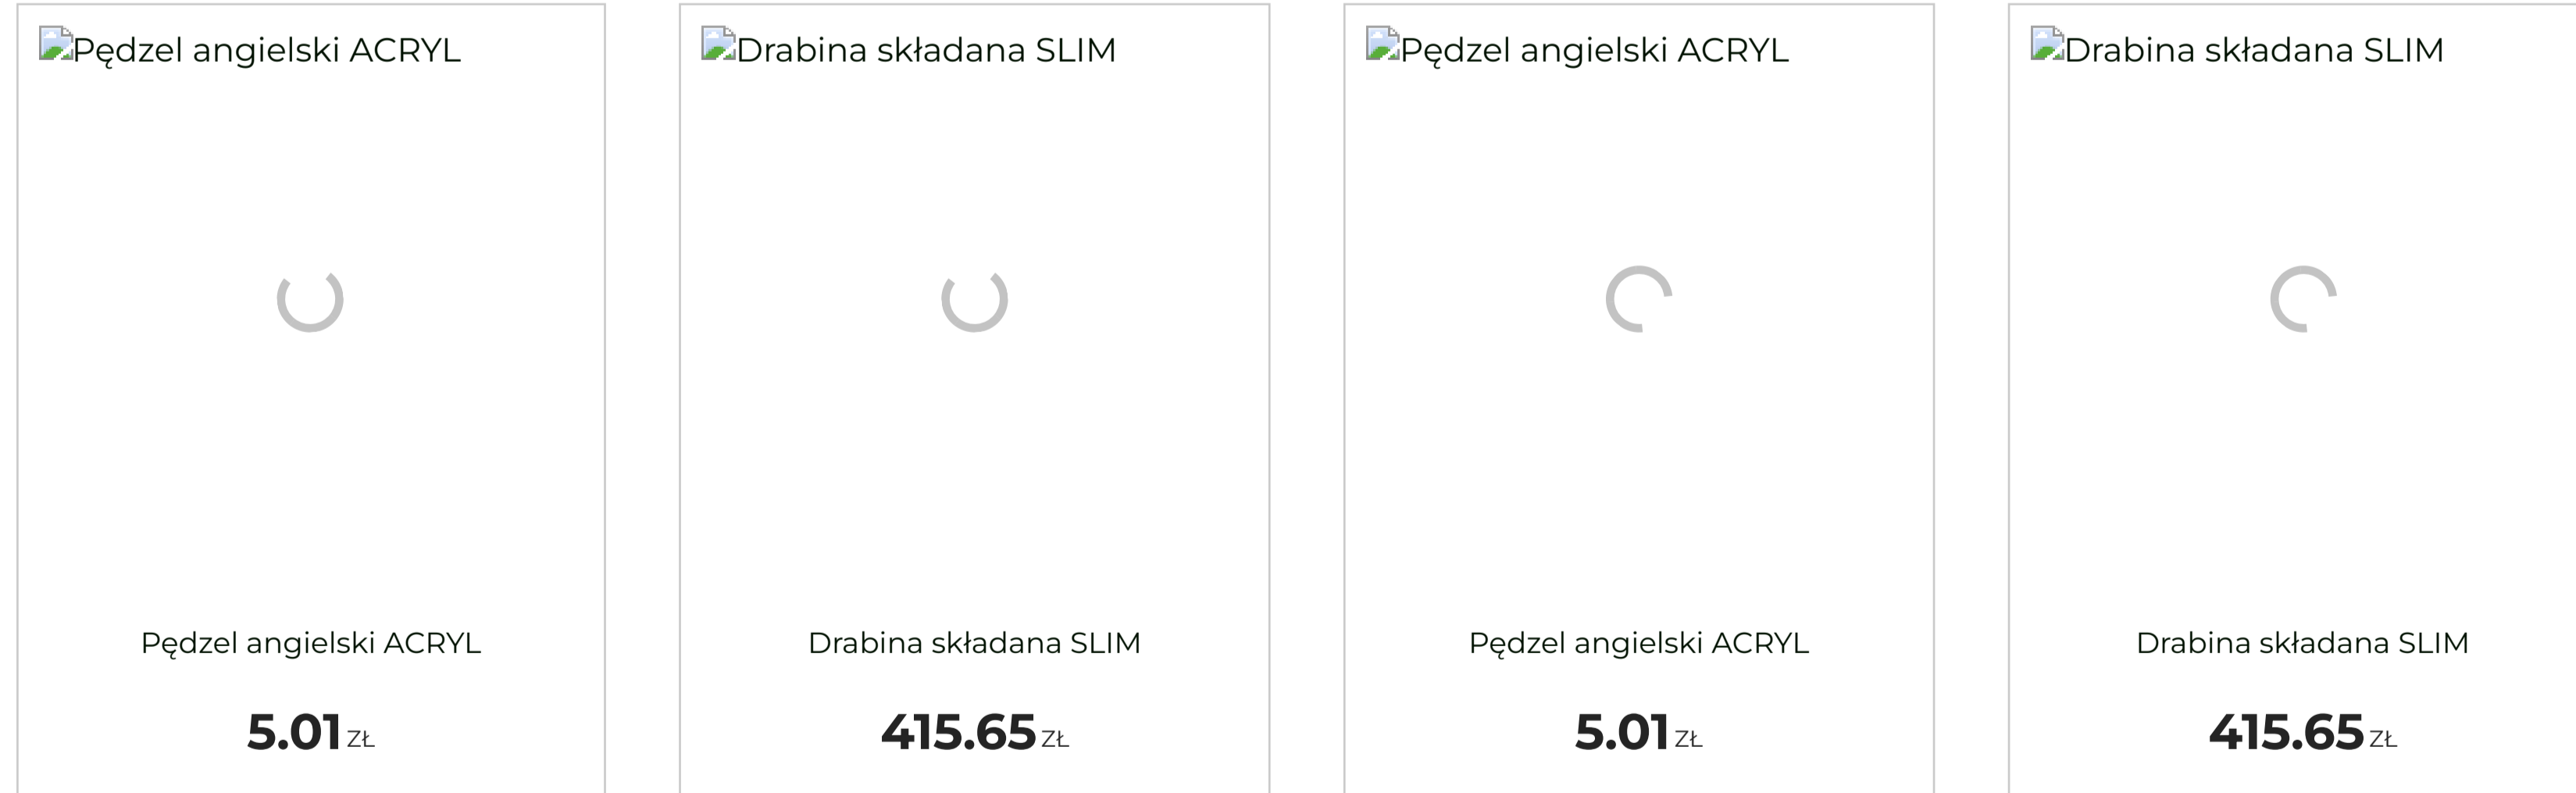 Pędzel angielski ACRYL
Drabina składana SLIM
Pędzel angielski ACRYL
Drabina składana SLIM
Pędzel angielski ACRYL
Drabina składana SLIM
Pędzel angielski ACRYL
Drabina składana SLIM
5.01 ZŁ
415.65 ZŁ
5.01 ZŁ
415.65 ZŁ